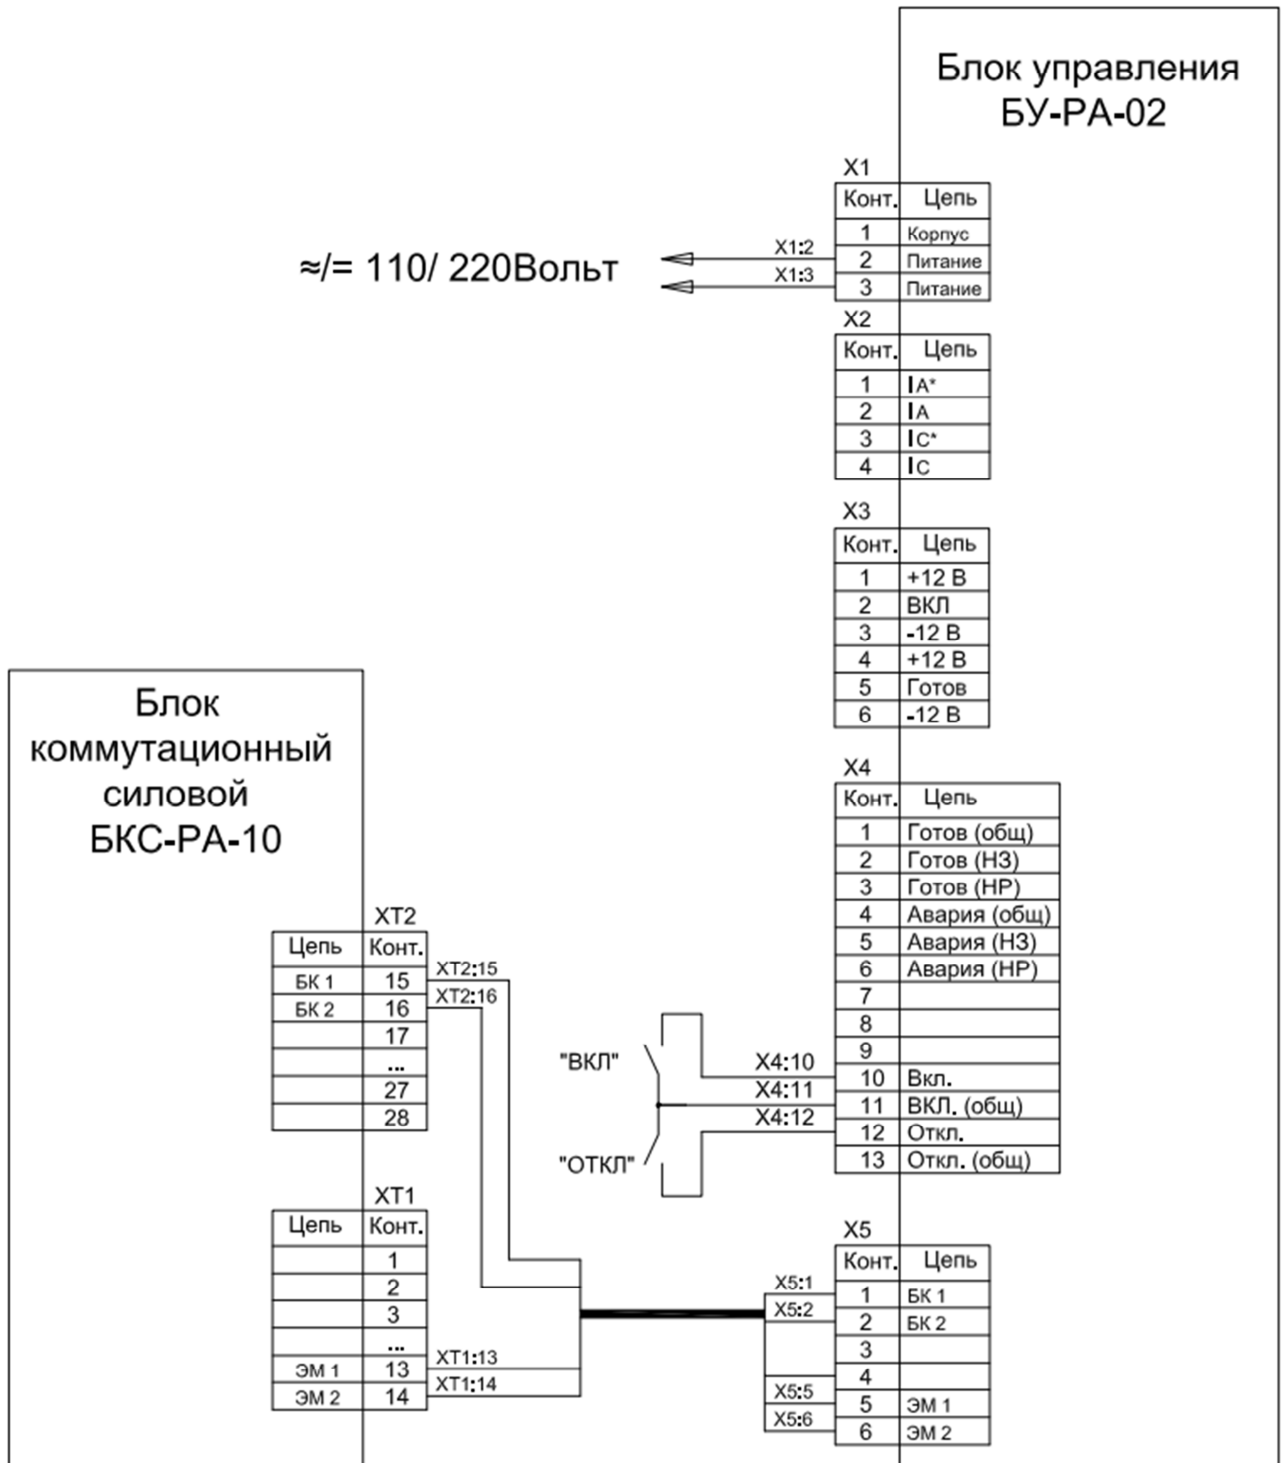 Блок управления
БУ-РА-02
X1
Конт. Цепь
1 Корпус
X1:2
2 Питание
≈/= 110/ 220Вольт
X1:3
3 Питание
X2
Конт. Цепь
1 I A*
2 I A
3 I C*
4 I C
X3
Конт. Цепь
1 +12 В
2 ВКЛ
3 -12 В
4 +12 В
5 Готов
6 -12 В
Блок
коммутационный
силовой
БКС-РА-10
X4
Конт. Цепь
1 Готов (общ)
2 Готов (НЗ)
3 Готов (НР)
4 Авария (общ)
5 Авария (НЗ)
6 Авария (НР)
7
8
9
X4:10
10 Вкл.
X4:11
11 ВКЛ. (общ)
X4:12
12 Откл.
13 Откл. (общ)
"ВКЛ"
"ОТКЛ"
XT2
Цепь Конт.
БК 1 15 XT2:15
БК 2 16 XT2:16
17
...
27
28
XT1
Цепь Конт.
1
2
3
...
ЭМ 1 13 XT1:13
ЭМ 2 14 XT1:14
X5
Конт. Цепь
X5:1
1 БК 1
X5:2
2 БК 2
3
4
X5:5
5 ЭМ 1
X5:6
6 ЭМ 2